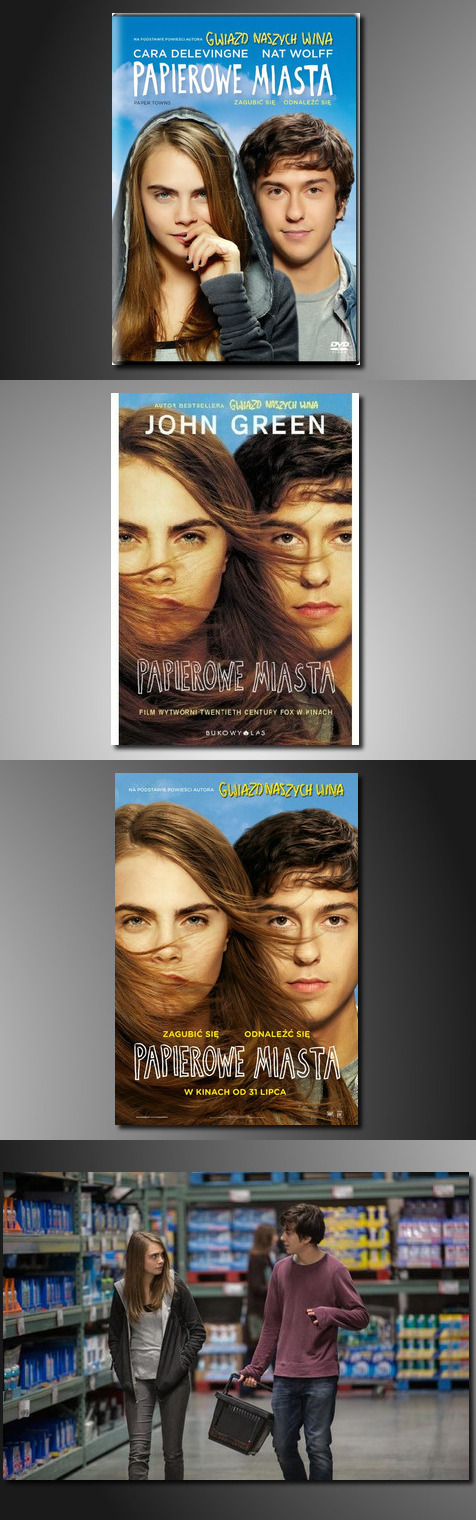 NA PODSTAWIE POWIEŚCI AUTORA GWIAZD NASZYCH WINA
CARA DELEVINGNE NAT WOLFF
PAPIEROWE MIASTA
PAPER TOWNS ZAGUBIĆ SIĘ ODNALEŹĆ SIĘ
DVD
AUTOR BESTSELLERA GWIAZD NASZYCH WINA
JOHN GREEN
PAPIEROWE MIASTA
FILM WYTWÓRNI TWENTIETH CENTURY FOX W KINACH
BUKOWY LAS
NA PODSTAWIE POWIEŚCI AUTORA GWIAZD NASZYCH WINA
ZAGUBIĆ SIĘ ODNALEŹĆ SIĘ
PAPIEROWE MIASTA
W KINACH OD 31 LIPCA